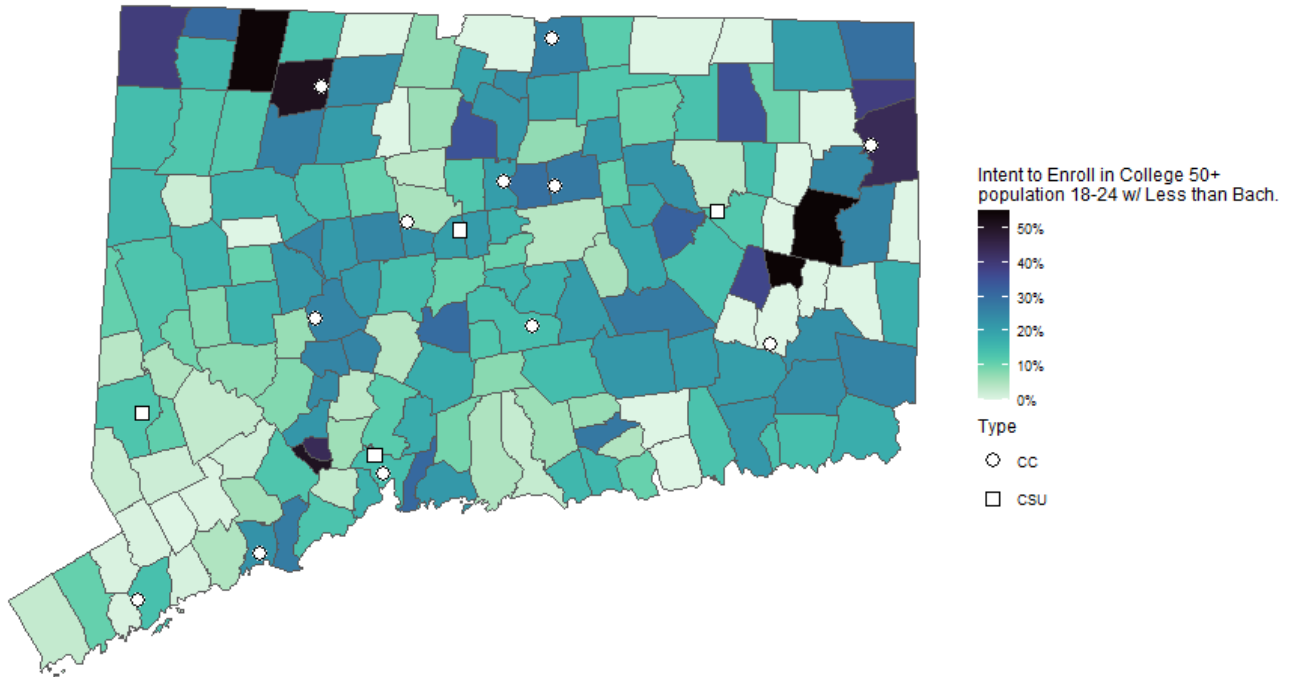 Intent to Enroll in College 50+
population 18-24 w/ Less than Bach.
50%
40%
30%
20%
10%
0%
Type
CC
CSU